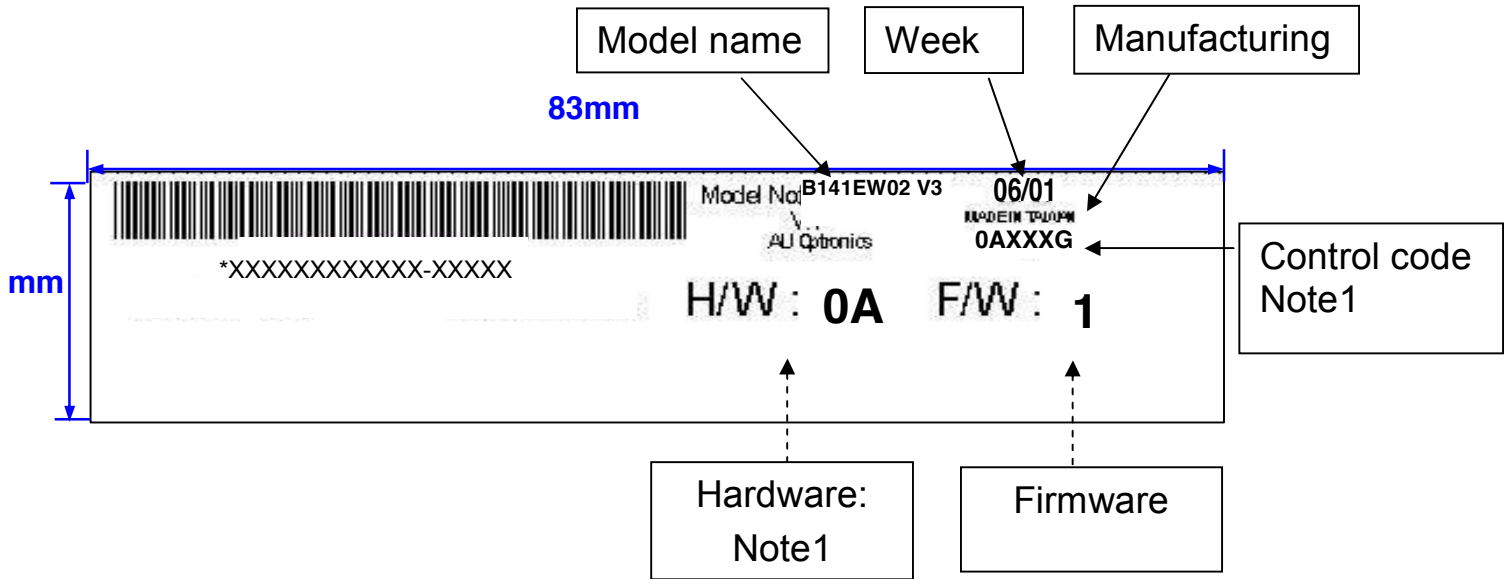 Model name
Week
Manufacturing
83mm
Model No:
B141EW02 V3
06/01
MADE IN TAIWAN
AU Optronics
0AXXXG
Control code
Note1
*XXXXXXXXXXXXX-XXXXX
mm
H/W : 0A
F/W : 1
Hardware:
Note1
Firmware